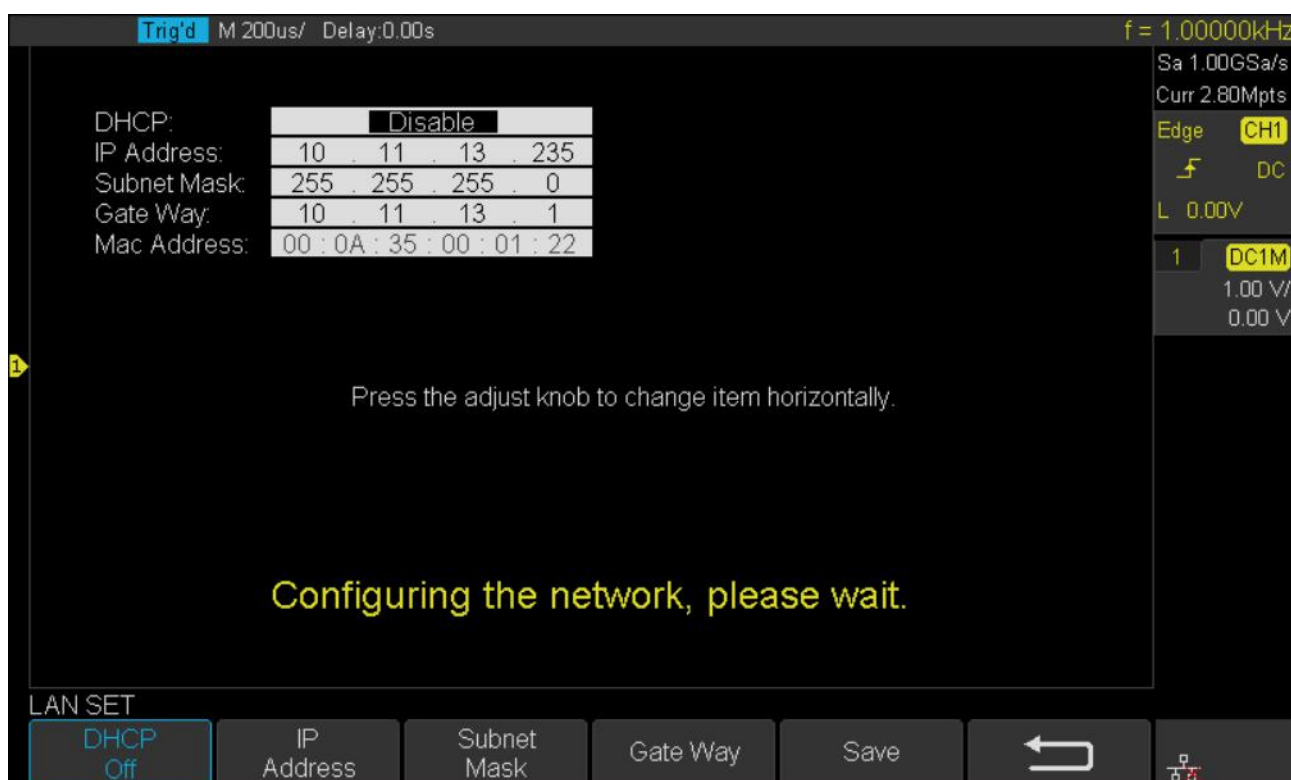 Trig'd M 200us/ Delay:0.00s f = 1.00000kHz
Sa 1.00GSa/s
Curr 2.80Mpts
Edge CH1
DC
L 0.00V
1 DC1M
1.00 V/
0.00 V
DHCP: Disable
IP Address: 10 . 11 . 13 . 235
Subnet Mask: 255 . 255 . 255 . 0
Gate Way: 10 . 11 . 13 . 1
Mac Address: 00 : 0A : 35 : 00 : 01 : 22
1
Press the adjust knob to change item horizontally.
Configuring the network, please wait.
LAN SET
DHCP
Off
IP
Address
Subnet
Mask
Gate Way
Save